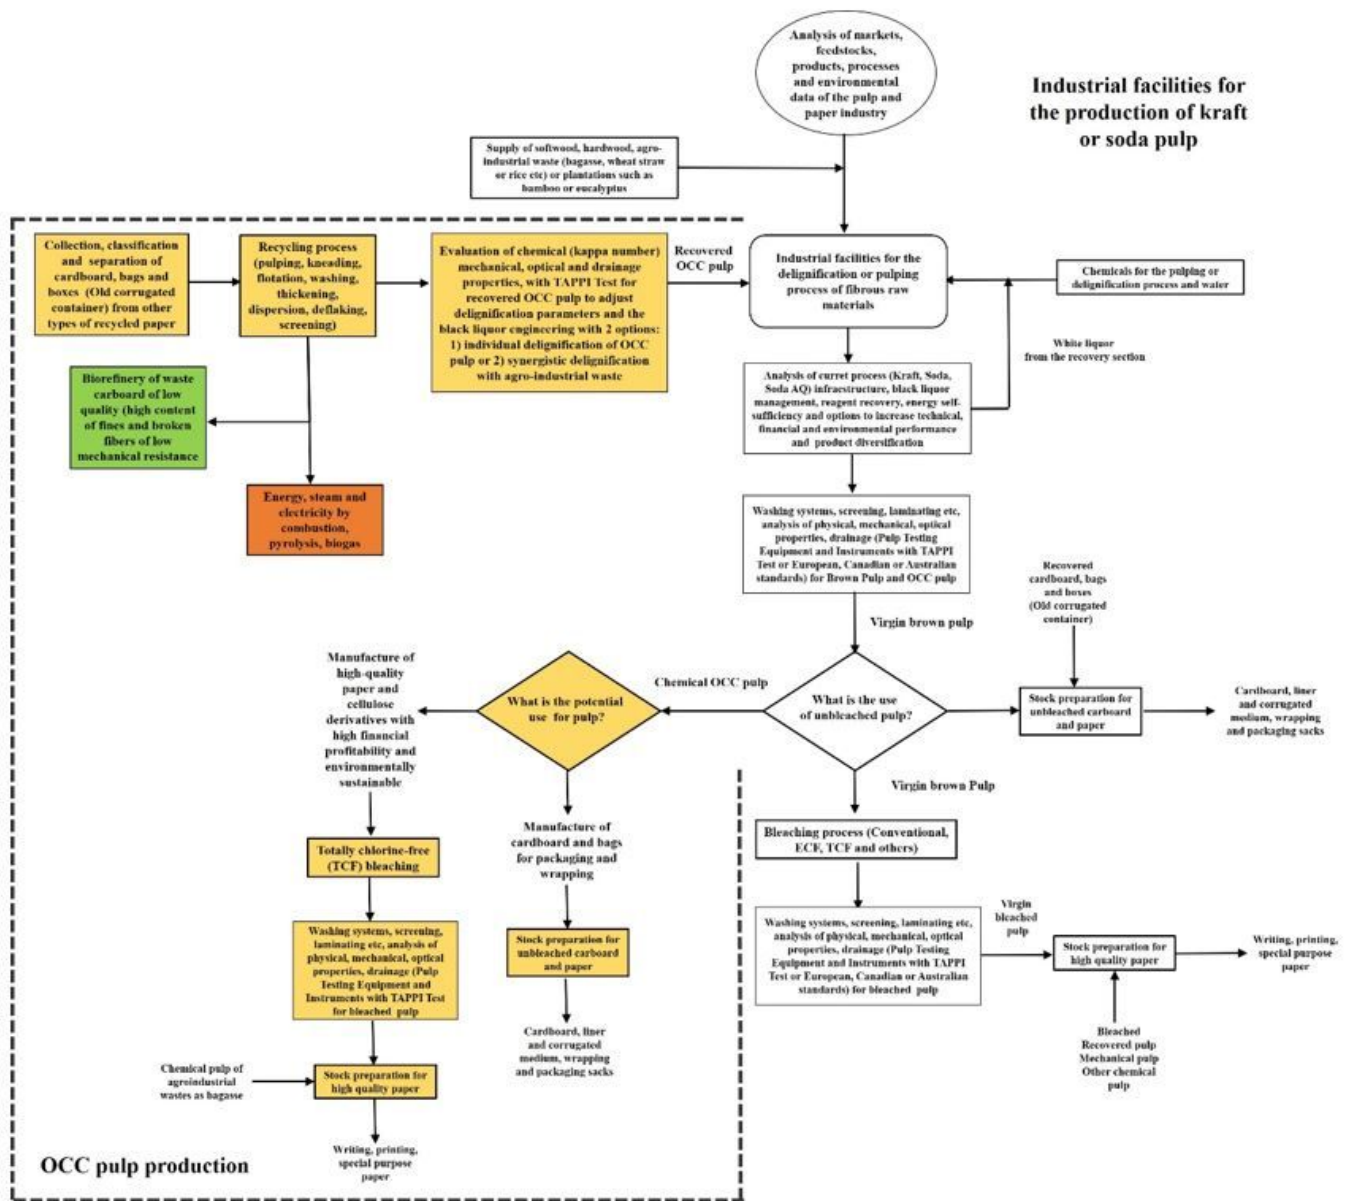 Analysis of markets,
feedstocks,
products, processes
and environmental
data of the pulp and
paper industry
Industrial facilities for
the production of kraft
or soda pulp
Supply of softwood, hardwood, agro-
industrial waste (bagasse, wheat straw
or rice etc) or plantations such as
bamboo or eucalyptus
Collection, classification
and separation of
cardboard, bags and
boxes (Old corrugated
container) from other
types of recycled paper
Recycling process
(pulping, kneading,
flotation, washing,
thickening,
dispersion, deflaking,
screening)
Evaluation of chemical (kappa number)
mechanical, optical and drainage
properties, with TAPPI Test for
recovered OCC pulp to adjust
delignification parameters and the
black liquor engineering with 2 options:
1) individual delignification of OCC
pulp or 2) synergistic delignification
with agro-industrial waste
Recovered
OCC pulp
Industrial facilities for the
delignification or pulping
process of fibrous raw
materials
Chemicals for the pulping or
delignification process and water
White liquor
from the recovery section
Biorefinery of waste
carboard of low
quality (high content
of fines and broken
fibers of low
mechanical resistance
Energy, steam and
electricity by
combustion,
pyrolysis, biogas
Analysis of curret process (Kraft, Soda,
Soda AQ) infrastructure, black liquor
management, reagent recovery, energy self-
sufficiency and options to increase technical,
financial and environmental performance
and product diversification
Washing systems, screening, laminating etc,
analysis of physical, mechanical, optical
properties, drainage (Pulp Testing
Equipment and Instruments with TAPPI
Test or European, Canadian or Australian
standards) for Brown Pulp and OCC pulp
Virgin brown pulp
Recovered
cardboard, bags
and boxes
(Old corrugated
container)
Manufacture of
high-quality
paper and
cellulose
derivatives with
high financial
profitability and
environmentally
sustainable
What is the potential
use for pulp?
Chemical OCC pulp
What is the use
of unbleached pulp?
Stock preparation for
unbleached carboard
and paper
Cardboard, liner
and corrugated
medium, wrapping
and packaging sacks
Virgin brown Pulp
Totally chlorine-free
(TCF) bleaching
Manufacture of
cardboard and bags
for packaging and
wrapping
Bleaching process (Conventional,
ECF, TCF and others)
Washing systems, screening,
laminating etc, analysis of
physical, mechanical, optical
properties, drainage (Pulp
Testing Equipment and
Instruments with TAPPI Test
for bleached pulp
Stock preparation for
unbleached carboard
and paper
Washing systems, screening, laminating etc,
analysis of physical, mechanical, optical
properties, drainage (Pulp Testing
Equipment and Instruments with TAPPI
Test or European, Canadian or Australian
standards) for bleached pulp
Virgin
bleached
pulp
Stock preparation for
high quality paper
Writing, printing,
special purpose
paper
Cardboard, liner
and corrugated
medium, wrapping
and packaging sacks
Bleached
Recovered pulp
Mechanical pulp
Other chemical
pulp
Chemical pulp of
agroindustrial
wastes as bagasse
Stock preparation for
high quality paper
Writing, printing,
special purpose
paper
OCC pulp production